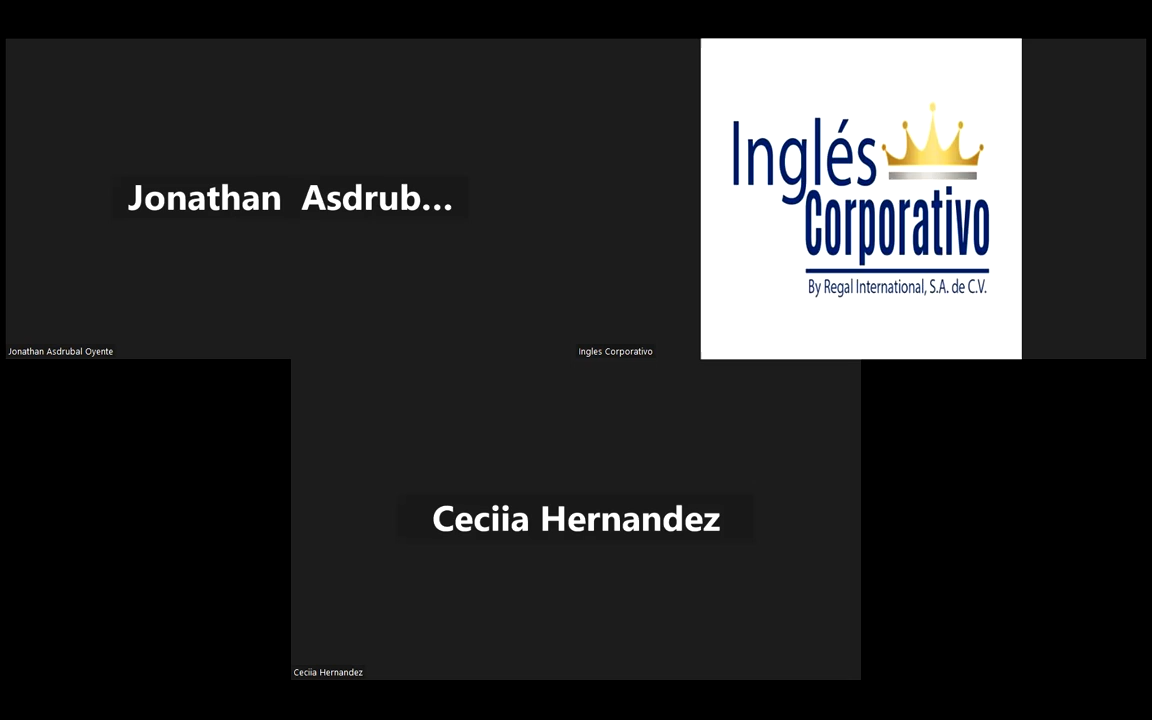 Jonathan Asdrub...
Inglés
Corporativo
By Regal International, S.A. de C.V.
Jonathan Asdrubal Oyente
Ingles Corporativo
Ceciia Hernandez
Ceciia Hernandez